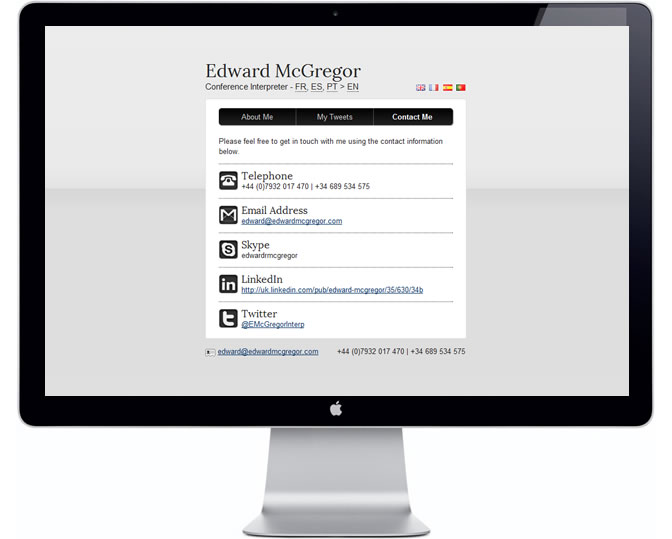 Edward McGregor
Conference Interpreter - FR, ES, PT > EN
About Me
My Tweets
Contact Me
Please feel free to get in touch with me using the contact information
below.
Telephone
+44 (0)7932 017 470 | +34 689 534 575
Email Address
edward@edwardmcgregor.com
Skype
edwardrmcgregor
LinkedIn
http://uk.linkedin.com/pub/edward-mcgregor/35/630/34b
Twitter
@EMcGregorInterp
edward@edwardmcgregor.com
+44 (0)7932 017 470 | +34 689 534 575